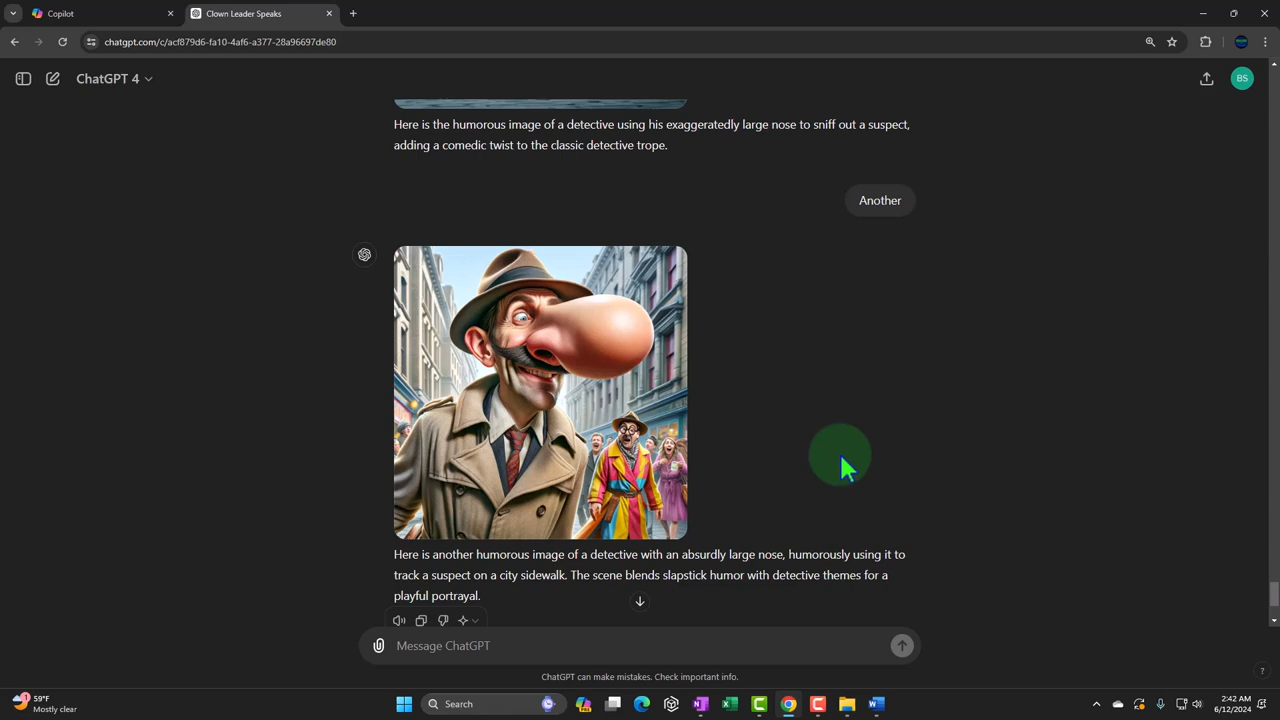 Copilot
Clown Leader Speaks
chatgpt.com/c/acf879d6-fa10-4af6-a377-28a96697de80
ChatGPT 4
BS
Here is the humorous image of a detective using his exaggeratedly large nose to sniff out a suspect,
adding a comedic twist to the classic detective trope.
Another
Here is another humorous image of a detective with an absurdly large nose, humorously using it to
track a suspect on a city sidewalk. The scene blends slapstick humor with detective themes for a
playful portrayal.
Message ChatGPT
ChatGPT can make mistakes. Check important info.
?
1
59°F
Mostly clear
Search
2:42 AM
6/12/2024